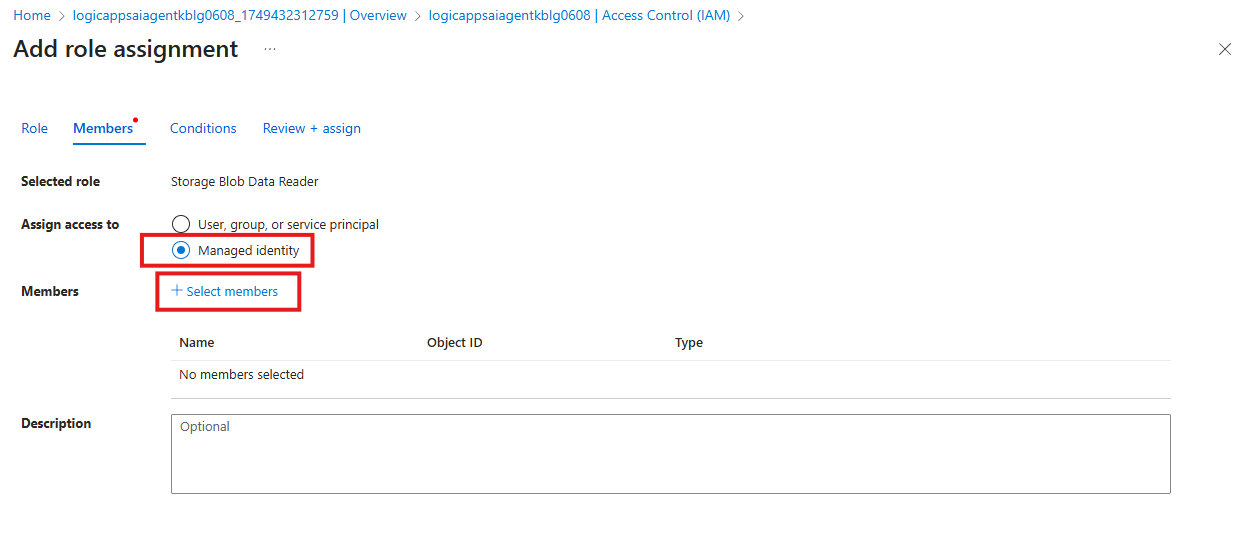 Home > logicappsaiagentkblg0608_1749432312759 | Overview > logicappsaiagentkblg0608 | Access Control (IAM) >
Add role assignment ...
Role Members Conditions Review + assign
Selected role Storage Blob Data Reader
Assign access to User, group, or service principal
Managed identity
Members + Select members
Name Object ID Type
No members selected
Description Optional